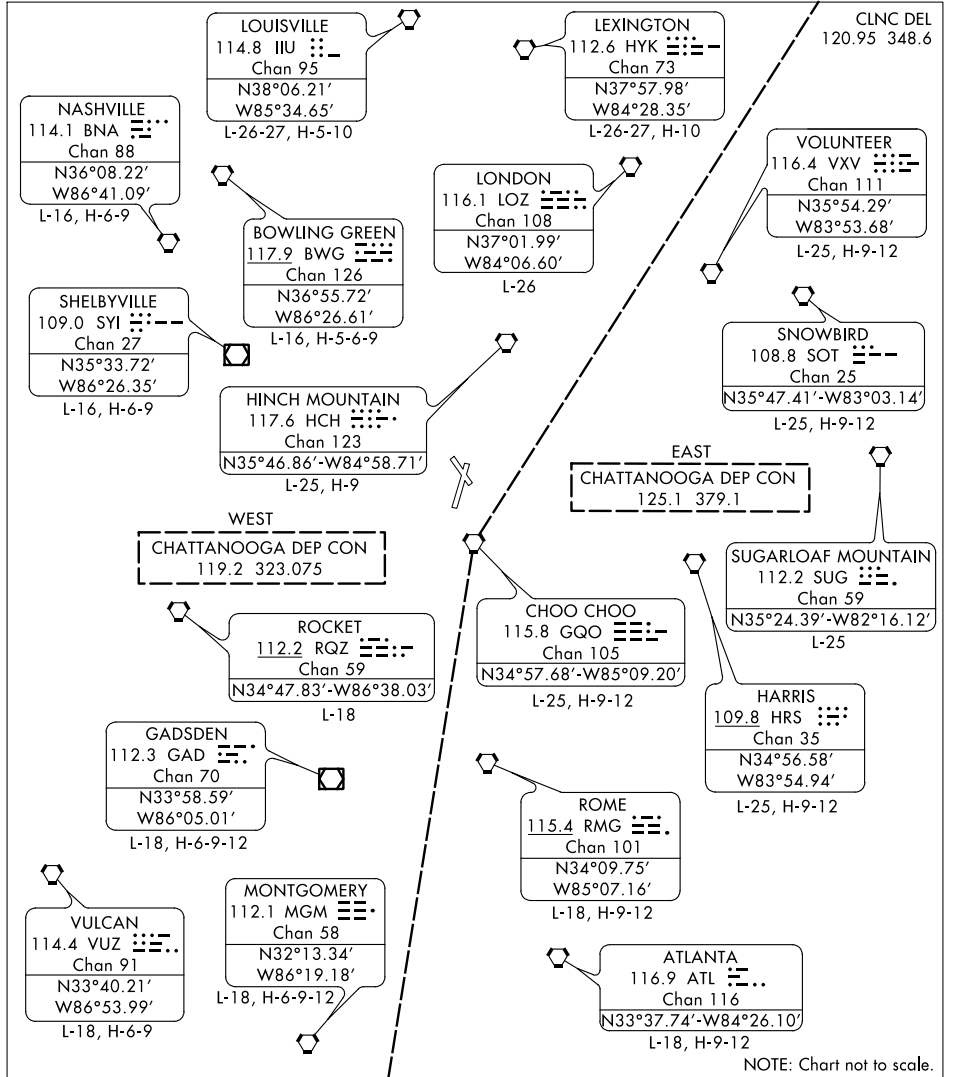 CLNC DEL
120.95 348.6
LOUISVILLE
114.8 IIU
Chan 95
N38°06.21'
W85°34.65'
L-26-27, H-5-10
LEXINGTON
112.6 HYK
Chan 73
N37°57.98'
W84°28.35'
L-26-27, H-10
NASHVILLE
114.1 BNA
Chan 88
N36°08.22'
W86°41.09'
L-16, H-6-9
VOLUNTEER
116.4 VXV
Chan 111
N35°54.29'
W83°53.68'
L-25, H-9-12
LONDON
116.1 LOZ
Chan 108
N37°01.99'
W84°06.60'
L-26
BOWLING GREEN
117.9 BWG
Chan 126
N36°55.72'
W86°26.61'
L-16, H-5-6-9
SHELBYVILLE
109.0 SYI
Chan 27
N35°33.72'
W86°26.35'
L-16, H-6-9
SNOWBIRD
108.8 SOT
Chan 25
N35°47.41'-W83°03.14'
L-25, H-9-12
HINCH MOUNTAIN
117.6 HCH
Chan 123
N35°46.86'-W84°58.71'
L-25, H-9
EAST
CHATTANOOGA DEP CON
125.1 379.1
WEST
CHATTANOOGA DEP CON
119.2 323.075
SUGARLOAF MOUNTAIN
112.2 SUG
Chan 59
N35°24.39'-W82°16.12'
L-25
ROCKET
112.2 RQZ
Chan 59
N34°47.83'-W86°38.03'
L-18
CHOO CHOO
115.8 GQO
Chan 105
N34°57.68'-W85°09.20'
L-25, H-9-12
HARRIS
109.8 HRS
Chan 35
N34°56.58'
W83°54.94'
L-25, H-9-12
GADSDEN
112.3 GAD
Chan 70
N33°58.59'
W86°05.01'
L-18, H-6-9-12
ROME
115.4 RMG
Chan 101
N34°09.75'
W85°07.16'
L-18, H-9-12
MONTGOMERY
112.1 MGM
Chan 58
N32°13.34'
W86°19.18'
L-18, H-6-9-12
VULCAN
114.4 VUZ
Chan 91
N33°40.21'
W86°53.99'
L-18, H-6-9
ATLANTA
116.9 ATL
Chan 116
N33°37.74'-W84°26.10'
L-18, H-9-12
NOTE: Chart not to scale.